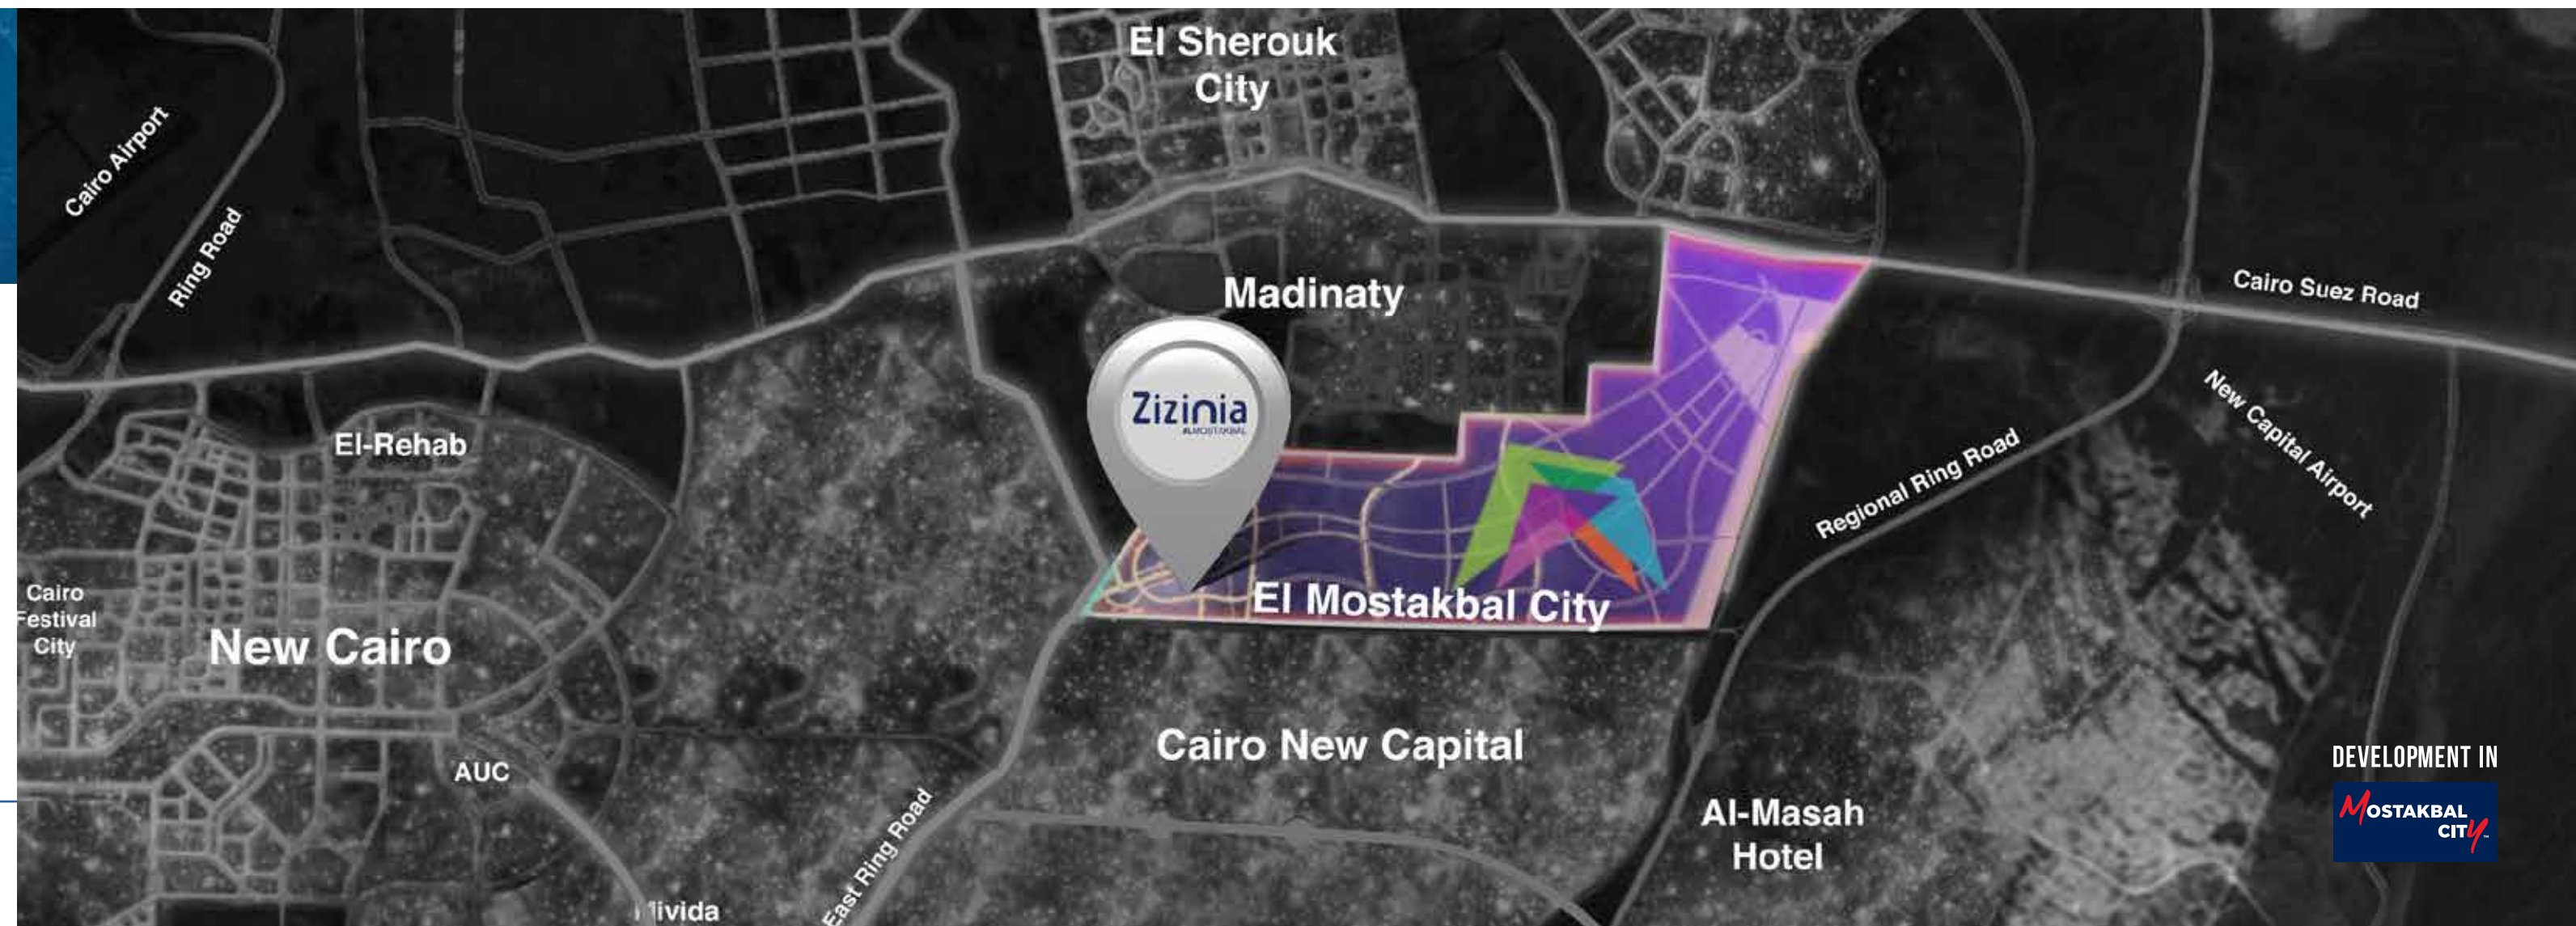 El Sherouk
City
Cairo Airport
Ring Road
Madinaty
Cairo Suez Road
New Capital Airport
Zizinia
ELMOSTAKBAL
El-Rehab
Regional Ring Road
Cairo
Festival
City
New Cairo
El Mostakbal City
Cairo New Capital
AUC
East Ring Road
Al-Masah
Hotel
Mivida
DEVELOPMENT IN
MOSTAKBAL
CITY